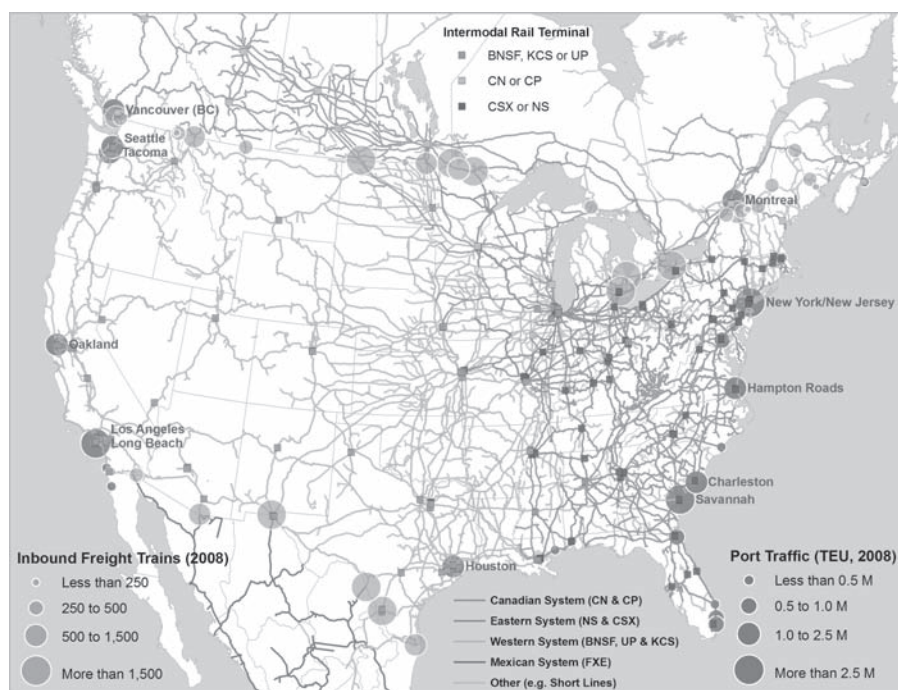 Intermodal Rail Terminal
BNSF, KCS or UP
CN or CP
CSX or NS
Vancouver (BC)
Seattle
Tacoma
Montreal
New York/New Jersey
Oakland
Hampton Roads
Los Angeles
Long Beach
Charleston
Savannah
Houston
Inbound Freight Trains (2008)
Less than 250
250 to 500
500 to 1,500
More than 1,500
Canadian System (CN & CP)
Eastern System (NS & CSX)
Western System (BNSF, UP & KCS)
Mexican System (FXE)
Other (e.g. Short Lines)
Port Traffic (TEU, 2008)
Less than 0.5 M
0.5 to 1.0 M
1.0 to 2.5 M
More than 2.5 M